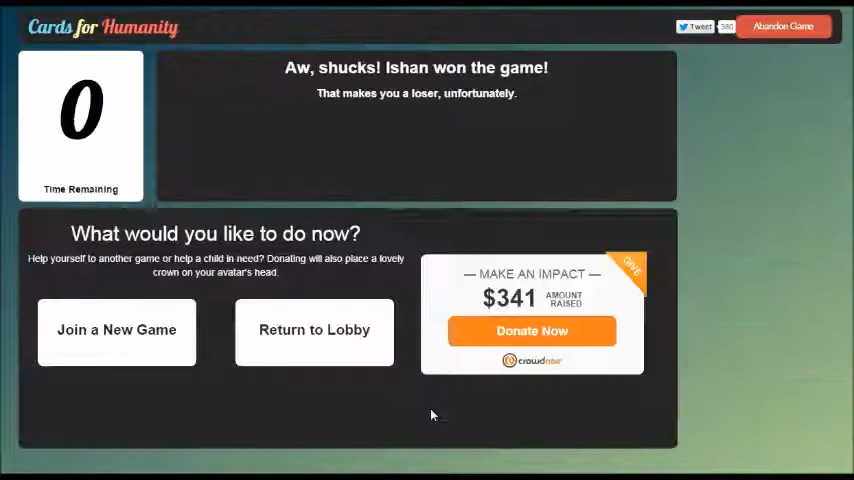 Cards for Humanity
Tweet 380
Abandon Game
0
Time Remaining
Aw, shucks! Ishan won the game!
That makes you a loser, unfortunately.
What would you like to do now?
Help yourself to another game or help a child in need? Donating will also place a lovely
crown on your avatar's head.
Join a New Game
Return to Lobby
GIVE
— MAKE AN IMPACT —
$341 AMOUNT
RAISED
Donate Now
crowdrise